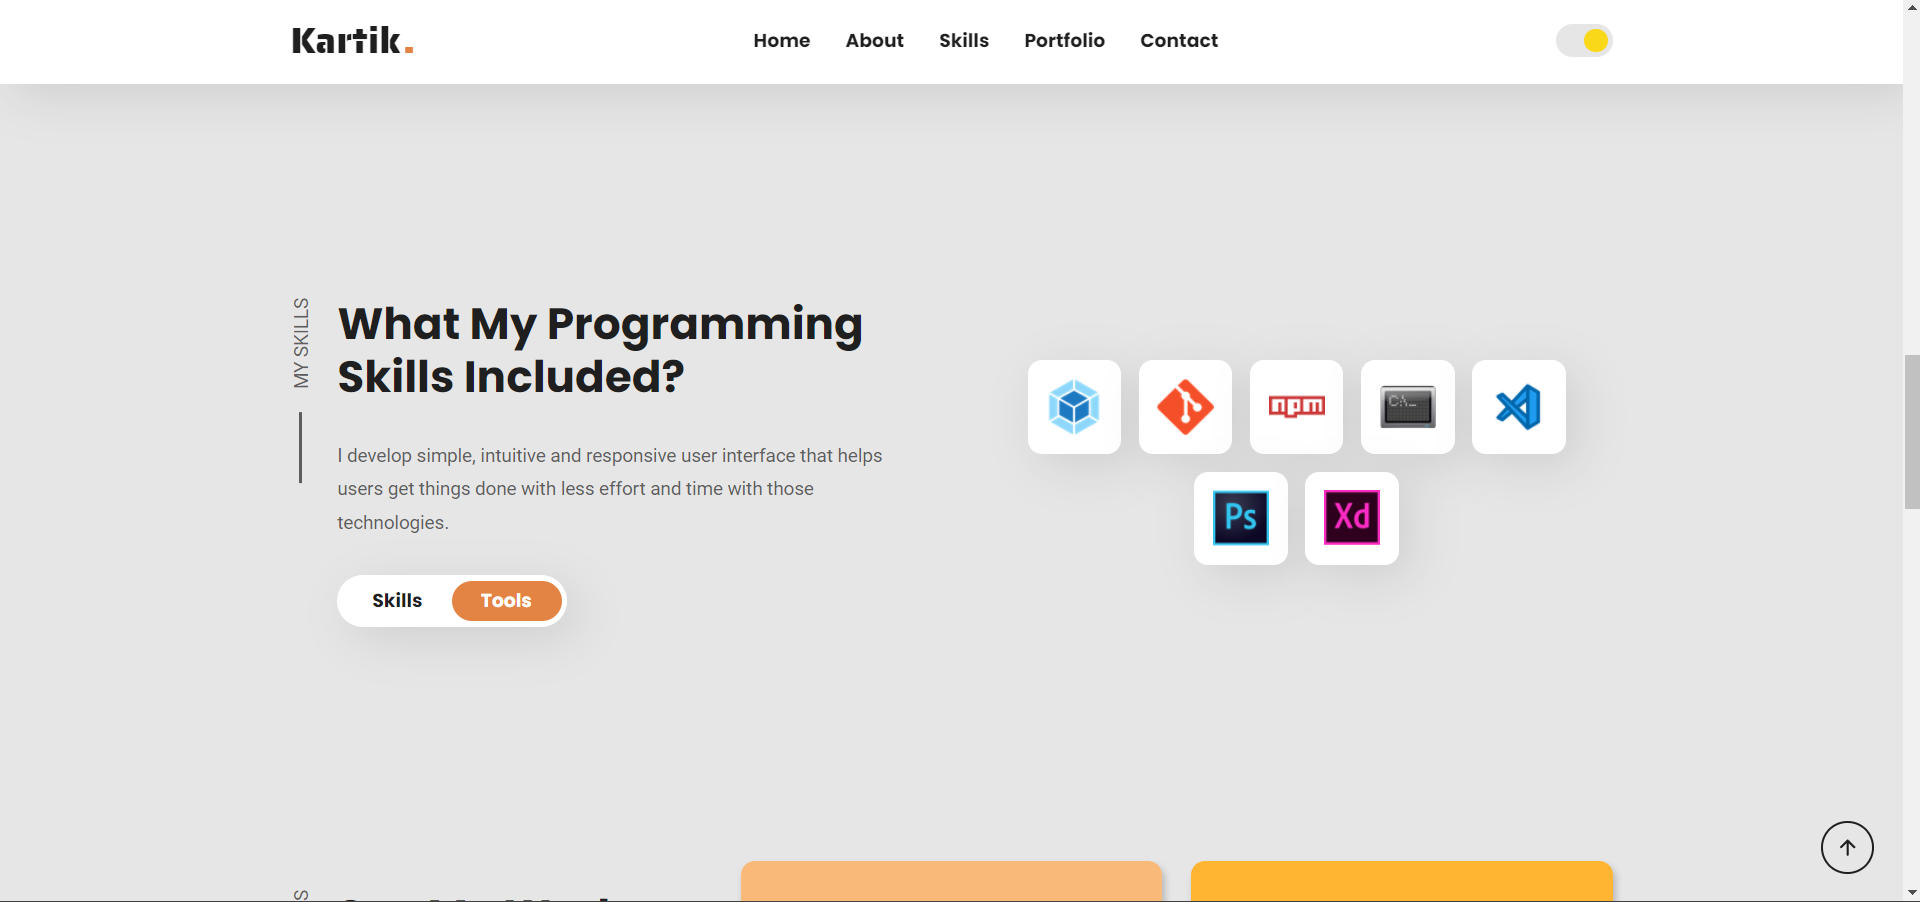 Kartik.
Home About Skills Portfolio Contact
MY SKILLS
What My Programming
Skills Included?
I develop simple, intuitive and responsive user interface that helps
users get things done with less effort and time with those
technologies.
Skills Tools
npm
C:\_
Ps Xd